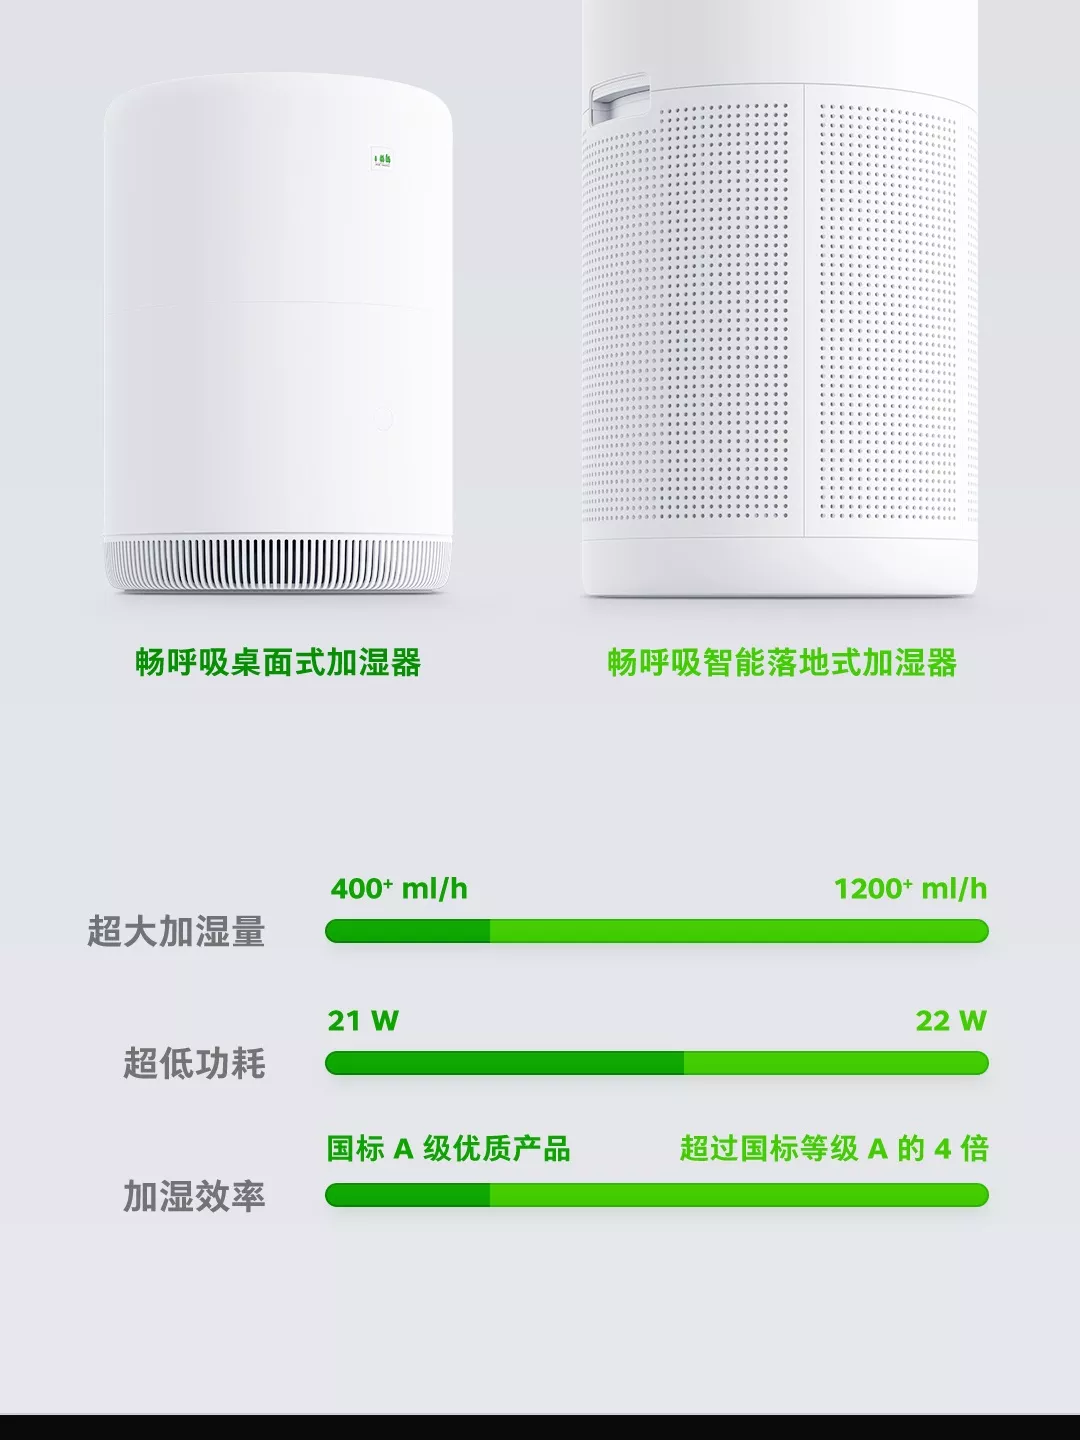 畅呼吸桌面式加湿器
畅呼吸智能落地式加湿器
400⁺ ml/h
1200⁺ ml/h
超大加湿量
21 W
22 W
超低功耗
国标 A 级优质产品
超过国标等级 A 的 4 倍
加湿效率